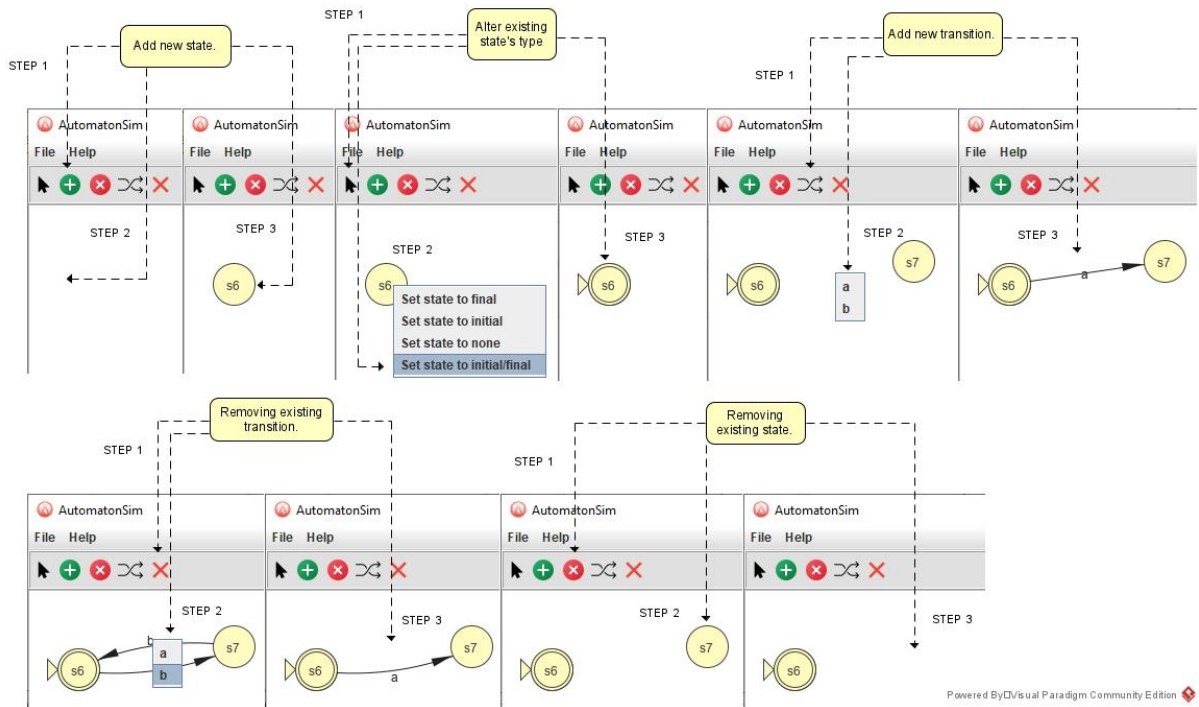 STEP 1
Add new state.
STEP 1
Alter existing
state's type
STEP 1
Add new transition.
AutomatonSim
File Help
STEP 2
AutomatonSim
File Help
STEP 3
s6
AutomatonSim
File Help
STEP 2
s6
Set state to final
Set state to initial
Set state to none
Set state to initial/final
AutomatonSim
File Help
STEP 3
s6
AutomatonSim
File Help
STEP 2
s6
a
b
s7
AutomatonSim
File Help
STEP 3
s6
a
s7
Removing existing
transition.
STEP 1
Removing
existing state.
STEP 1
AutomatonSim
File Help
STEP 2
s6
b
a
b
s7
AutomatonSim
File Help
STEP 3
s6
a
s7
AutomatonSim
File Help
STEP 2
s6
s7
AutomatonSim
File Help
STEP 3
s6
Powered By Visual Paradigm Community Edition